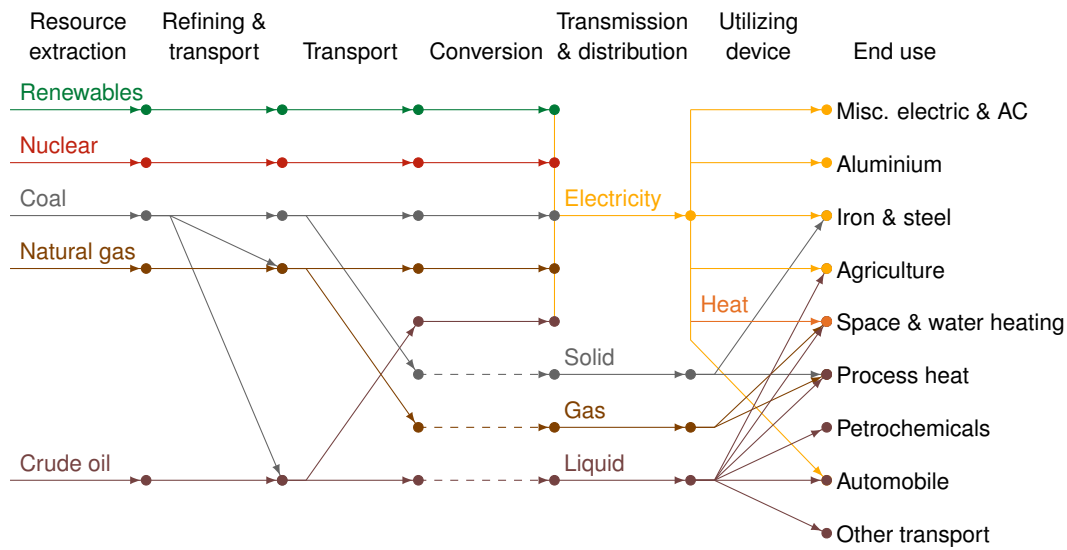 Resource extraction
Refining & transport
Transport
Conversion
Transmission & distribution
Utilizing device
End use
Renewables
Misc. electric & AC
Nuclear
Aluminium
Coal
Electricity
Iron & steel
Natural gas
Agriculture
Heat
Space & water heating
Solid
Process heat
Gas
Petrochemicals
Crude oil
Liquid
Automobile
Other transport